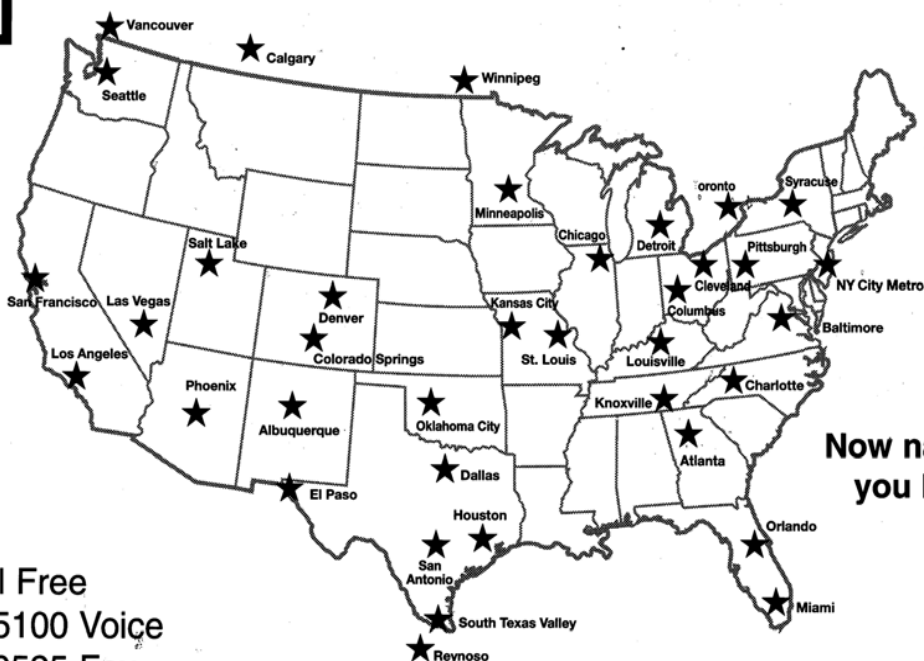 Vancouver
Calgary
Winnipeg
Seattle
Minneapolis
oronto
Syracuse
Chicago
Detroit
Salt Lake
Pittsburgh
Cleveland
NY City Metro
San Francisco
Las Vegas
Denver
Kansas City
Columbus
Baltimore
Colorado Springs
St. Louis
Louisville
Los Angeles
Phoenix
Albuquerque
Oklahoma City
Knoxville
Charlotte
Atlanta
Now na
you
El Paso
Dallas
Houston
San
Antonio
Orlando
Miami
l Free
5100 Voice
South Texas Valley
Reynoso